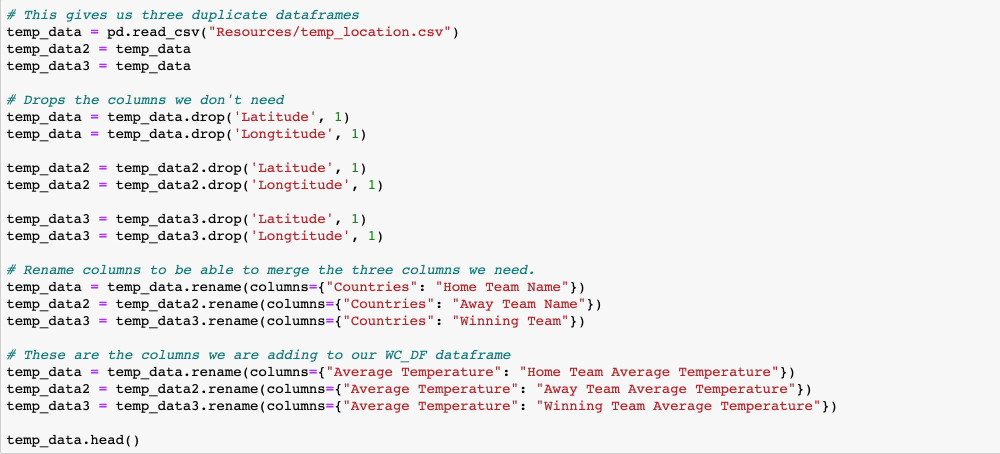 # This gives us three duplicate dataframes
temp_data = pd.read_csv("Resources/temp_location.csv")
temp_data2 = temp_data
temp_data3 = temp_data
# Drops the columns we don't need
temp_data = temp_data.drop('Latitude', 1)
temp_data = temp_data.drop('Longtitude', 1)
temp_data2 = temp_data2.drop('Latitude', 1)
temp_data2 = temp_data2.drop('Longtitude', 1)
temp_data3 = temp_data3.drop('Latitude', 1)
temp_data3 = temp_data3.drop('Longtitude', 1)
# Rename columns to be able to merge the three columns we need.
temp_data = temp_data.rename(columns={"Countries": "Home Team Name"})
temp_data2 = temp_data2.rename(columns={"Countries": "Away Team Name"})
temp_data3 = temp_data3.rename(columns={"Countries": "Winning Team"})
# These are the columns we are adding to our WC_DF dataframe
temp_data = temp_data.rename(columns={"Average Temperature": "Home Team Average Temperature"})
temp_data2 = temp_data2.rename(columns={"Average Temperature": "Away Team Average Temperature"})
temp_data3 = temp_data3.rename(columns={"Average Temperature": "Winning Team Average Temperature"})
temp_data.head()